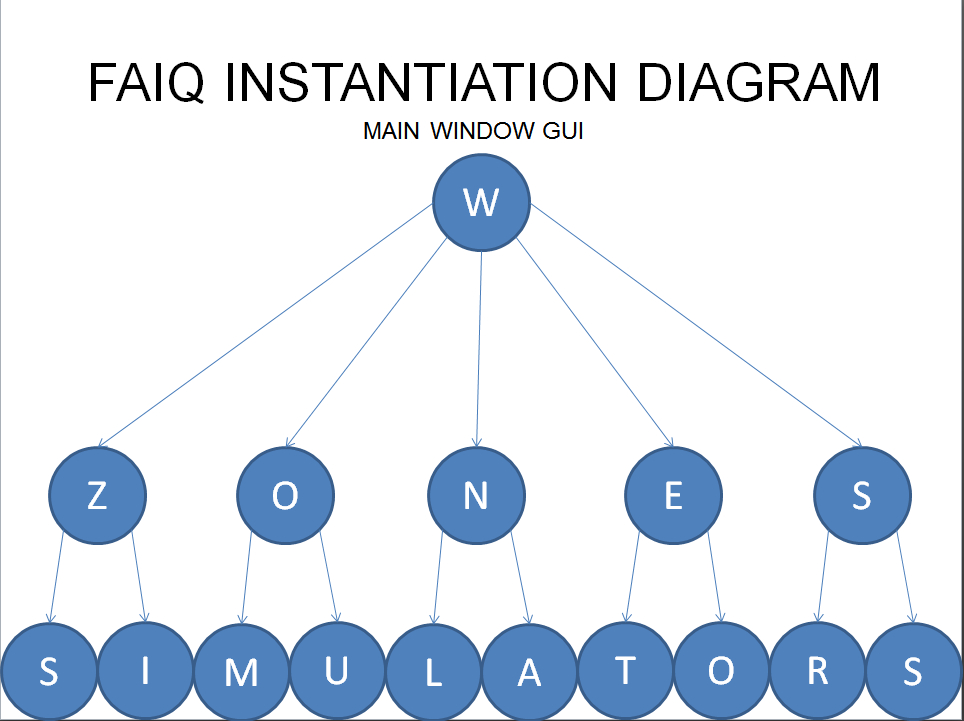 FAIQ INSTANTIATION DIAGRAM
MAIN WINDOW GUI
W
Z O N E S
S I M U L A T O R S